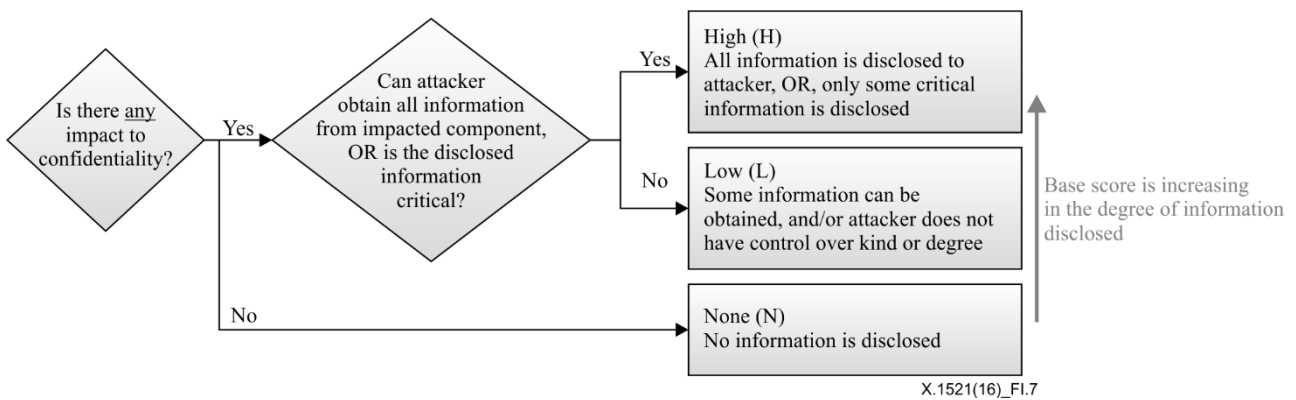 Is there any
impact to
confidentiality?
Yes
No
Can attacker
obtain all information
from impacted component,
OR is the disclosed
information
critical?
Yes
No
High (H)
All information is disclosed to
attacker, OR, only some critical
information is disclosed
Low (L)
Some information can be
obtained, and/or attacker does not
have control over kind or degree
None (N)
No information is disclosed
Base score is increasing
in the degree of information
disclosed
X.1521(16)_FI.7